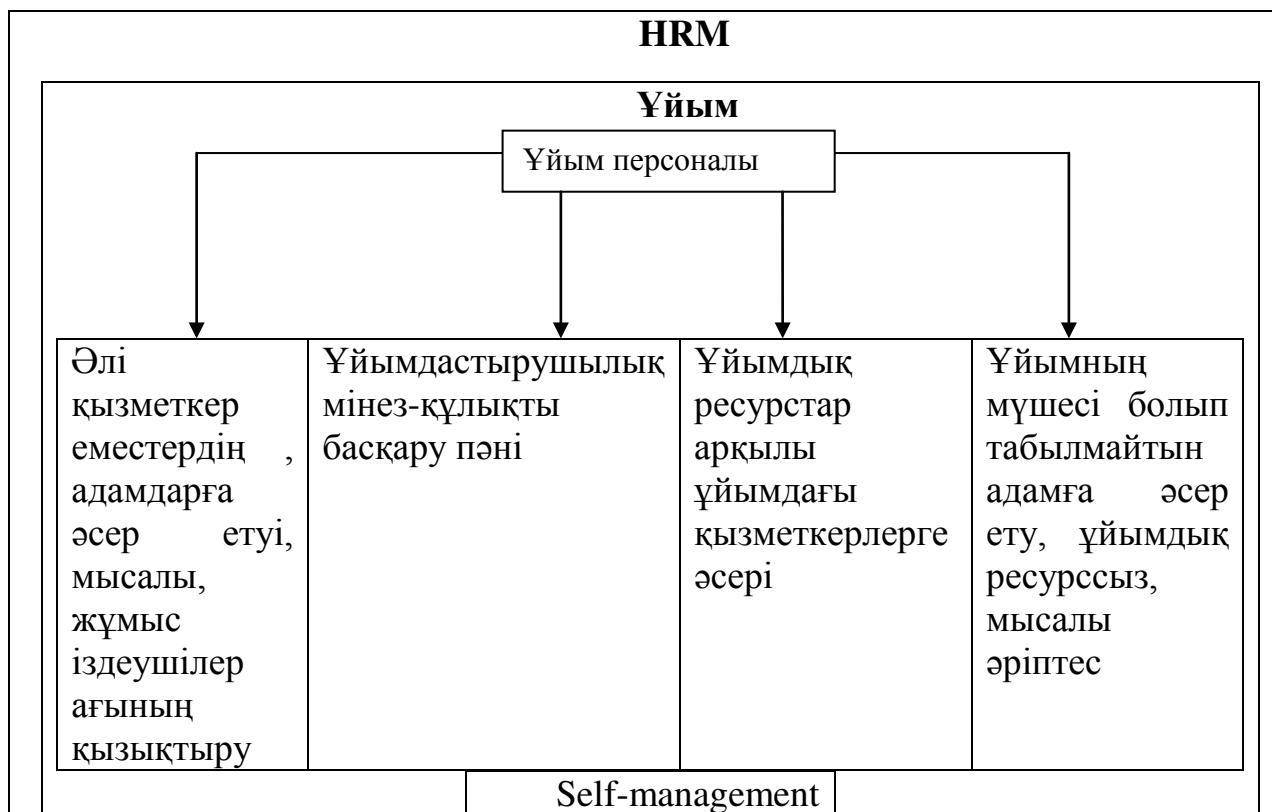 HRM
Ұйым
Ұйым персоналы
Әлі
қызметкер
еместердің ,
адамдарға
әсер етуі,
мысалы,
жұмыс
іздеушілер
ағының
қызықтыру
Ұйымдастырушылық
мінез-құлықты
басқару пәні
Ұйымдық
ресурстар
арқылы
ұйымдағы
қызметкерлерге
әсері
Ұйымның
мүшесі болып
табылмайтын
адамға әсер
ету, ұйымдық
ресурссыз,
мысалы
әріптес
Self-management